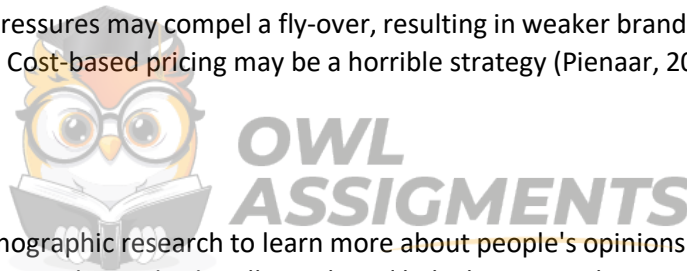 ressures may compel a fly-over, resulting in weaker brand
Cost-based pricing may be a horrible strategy (Pienaar, 20
OWL
ASSIGMENTS
nographic research to learn more about people's opinions